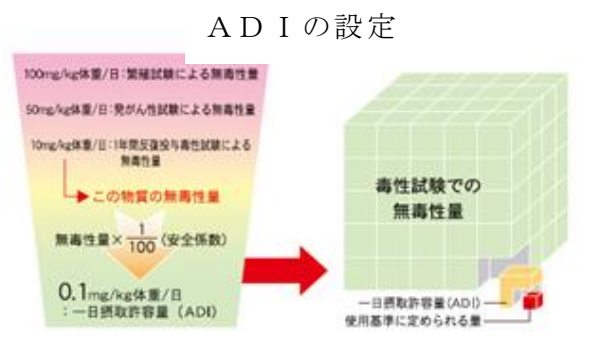 ＡＤＩの設定
100mg/kg体重/日：繁殖試験による無毒性量
50mg/kg体重/日：発がん性試験による無毒性量
10mg/kg体重/日：1年間反復投与毒性試験による
無毒性量
この物質の無毒性量
無毒性量×1/100(安全係数)
0.1mg/kg体重/日
：一日摂取許容量（ADI）
毒性試験での
無毒性量
一日摂取許容量(ADI)
使用基準に定められる量